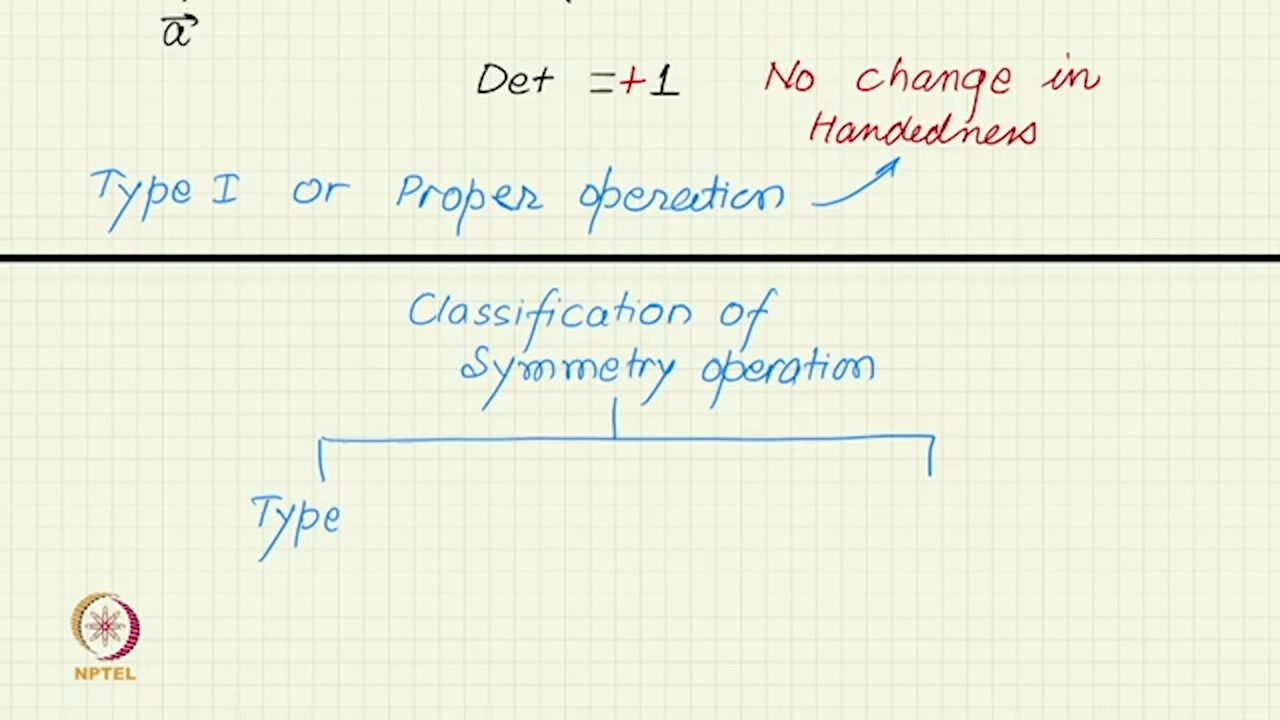 a
Det = +1 No change in
Handedness
Type I or Proper operation
Classification of
Symmetry operation
Type
NPTEL